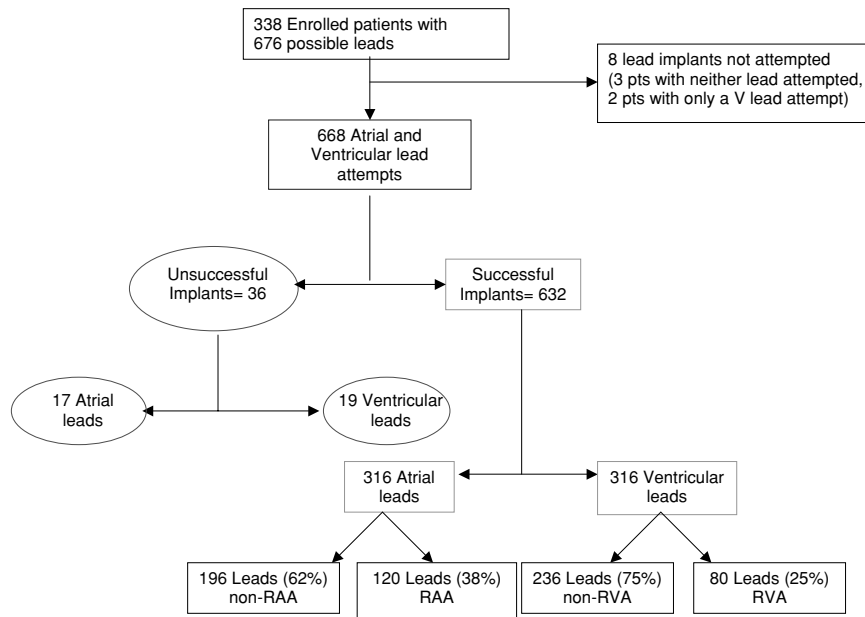 338 Enrolled patients with
676 possible leads
8 lead implants not attempted
(3 pts with neither lead attempted,
2 pts with only a V lead attempt)
668 Atrial and
Ventricular lead
attempts
Unsuccessful
Implants= 36
Successful
Implants= 632
17 Atrial
leads
19 Ventricular
leads
316 Atrial
leads
316 Ventricular
leads
196 Leads (62%)
non-RAA
120 Leads (38%)
RAA
236 Leads (75%)
non-RVA
80 Leads (25%)
RVA